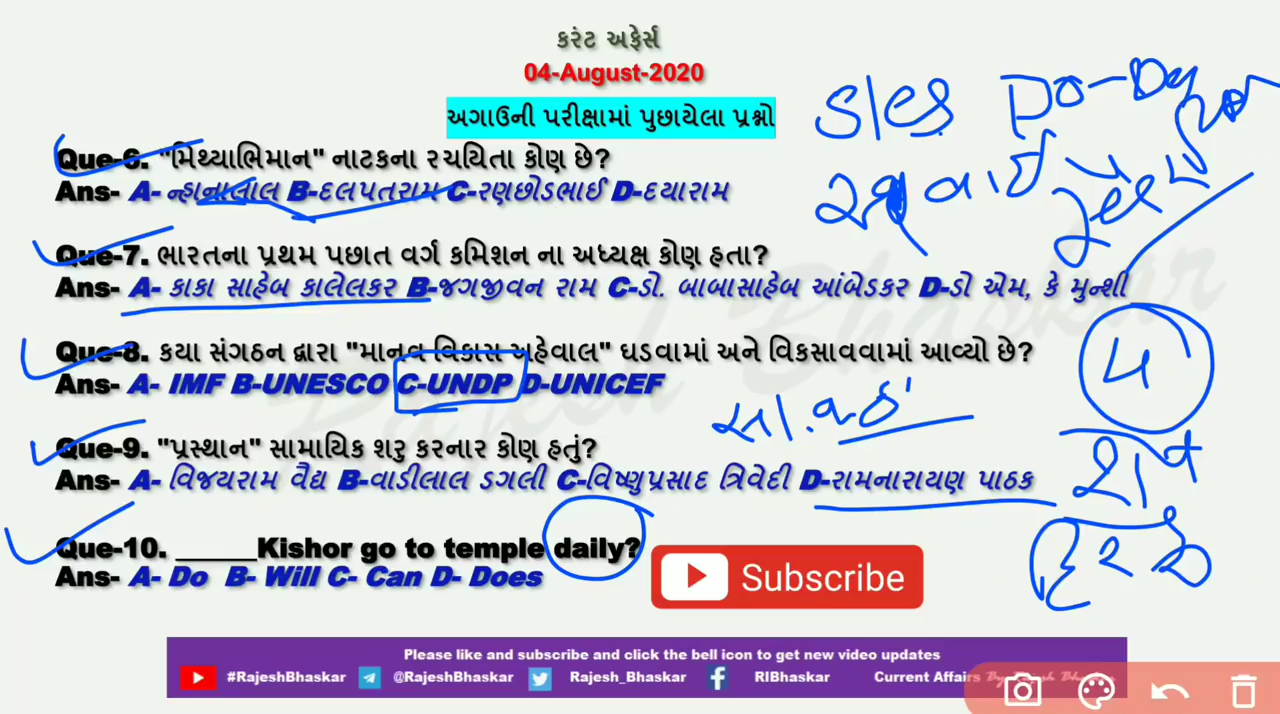 કરંટ અફેર્સ
04-August-2020
અગાઉની પરીક્ષામાં પુછાયેલા પ્રશ્નો
Que-6. "મિથ્યાભિમાન" નાટકના રચયિતા કોણ છે?
Ans- A- ન્હાનાલાલ B-દલપતરામ C-રણછોડભાઈ D-દયારામ
Que-7. ભારતના પ્રથમ પછાત વર્ગ કમિશન ના અધ્યક્ષ કોણ હતા?
Ans- A- કાકા સાહેબ કાલેલકર B-જગજીવન રામ C-ડો. બાબાસાહેબ આંબેડકર D-ડો એમ, કે મુન્શી
Que-8. કયા સંગઠન દ્વારા "માનવ વિકાસ અહેવાલ" ઘડવામાં અને વિકસાવવામાં આવ્યો છે?
Ans- A- IMF B-UNESCO C-UNDP D-UNICEF
Que-9. "પ્રસ્થાન" સામાયિક શરુ કરનાર કોણ હતું?
Ans- A- વિજયરામ વૈદ્ય B-વાડીલાલ ડગલી C-વિષ્ણુપ્રસાદ ત્રિવેદી D-રામનારાયણ પાઠક
Que-10. ______Kishor go to temple daily?
Ans- A- Do B- Will C- Can D- Does
Subscribe
Please like and subscribe and click the bell icon to get new video updates
#RajeshBhaskar @RajeshBhaskar Rajesh_Bhaskar RIBhaskar Current Affairs By Rajesh Bhaskar
Rajesh Bhaskar